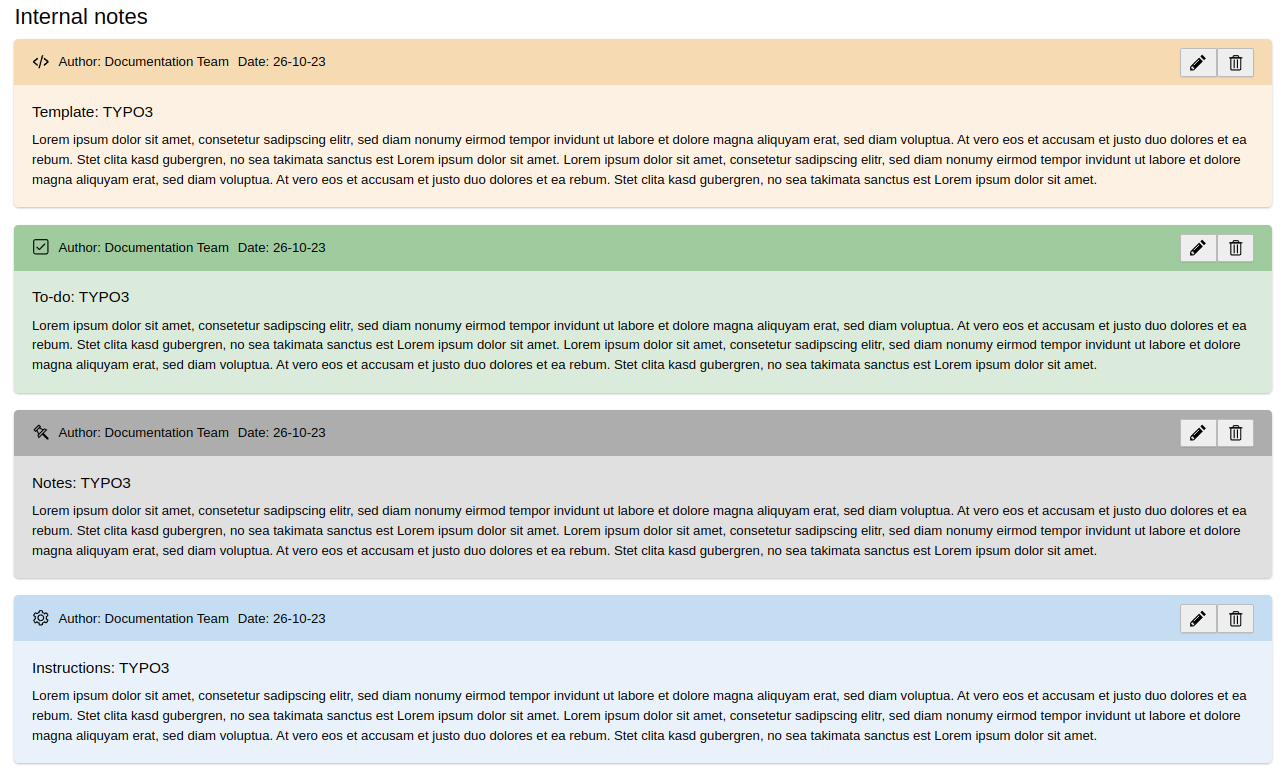 Internal notes
Author: Documentation Team Date: 26-10-23
Template: TYPO3
Lorem ipsum dolor sit amet, consetetur sadipscing elitr, sed diam nonumy eirmod tempor invidunt ut labore et dolore magna aliquyam erat, sed diam voluptua. At vero eos et accusam et justo duo dolores et ea
rebum. Stet clita kasd gubergren, no sea takimata sanctus est Lorem ipsum dolor sit amet. Lorem ipsum dolor sit amet, consetetur sadipscing elitr, sed diam nonumy eirmod tempor invidunt ut labore et dolore
magna aliquyam erat, sed diam voluptua. At vero eos et accusam et justo duo dolores et ea rebum. Stet clita kasd gubergren, no sea takimata sanctus est Lorem ipsum dolor sit amet.
Author: Documentation Team Date: 26-10-23
To-do: TYPO3
Lorem ipsum dolor sit amet, consetetur sadipscing elitr, sed diam nonumy eirmod tempor invidunt ut labore et dolore magna aliquyam erat, sed diam voluptua. At vero eos et accusam et justo duo dolores et ea
rebum. Stet clita kasd gubergren, no sea takimata sanctus est Lorem ipsum dolor sit amet. Lorem ipsum dolor sit amet, consetetur sadipscing elitr, sed diam nonumy eirmod tempor invidunt ut labore et dolore
magna aliquyam erat, sed diam voluptua. At vero eos et accusam et justo duo dolores et ea rebum. Stet clita kasd gubergren, no sea takimata sanctus est Lorem ipsum dolor sit amet.
Author: Documentation Team Date: 26-10-23
Notes: TYPO3
Lorem ipsum dolor sit amet, consetetur sadipscing elitr, sed diam nonumy eirmod tempor invidunt ut labore et dolore magna aliquyam erat, sed diam voluptua. At vero eos et accusam et justo duo dolores et ea
rebum. Stet clita kasd gubergren, no sea takimata sanctus est Lorem ipsum dolor sit amet. Lorem ipsum dolor sit amet, consetetur sadipscing elitr, sed diam nonumy eirmod tempor invidunt ut labore et dolore
magna aliquyam erat, sed diam voluptua. At vero eos et accusam et justo duo dolores et ea rebum. Stet clita kasd gubergren, no sea takimata sanctus est Lorem ipsum dolor sit amet.
Author: Documentation Team Date: 26-10-23
Instructions: TYPO3
Lorem ipsum dolor sit amet, consetetur sadipscing elitr, sed diam nonumy eirmod tempor invidunt ut labore et dolore magna aliquyam erat, sed diam voluptua. At vero eos et accusam et justo duo dolores et ea
rebum. Stet clita kasd gubergren, no sea takimata sanctus est Lorem ipsum dolor sit amet. Lorem ipsum dolor sit amet, consetetur sadipscing elitr, sed diam nonumy eirmod tempor invidunt ut labore et dolore
magna aliquyam erat, sed diam voluptua. At vero eos et accusam et justo duo dolores et ea rebum. Stet clita kasd gubergren, no sea takimata sanctus est Lorem ipsum dolor sit amet.